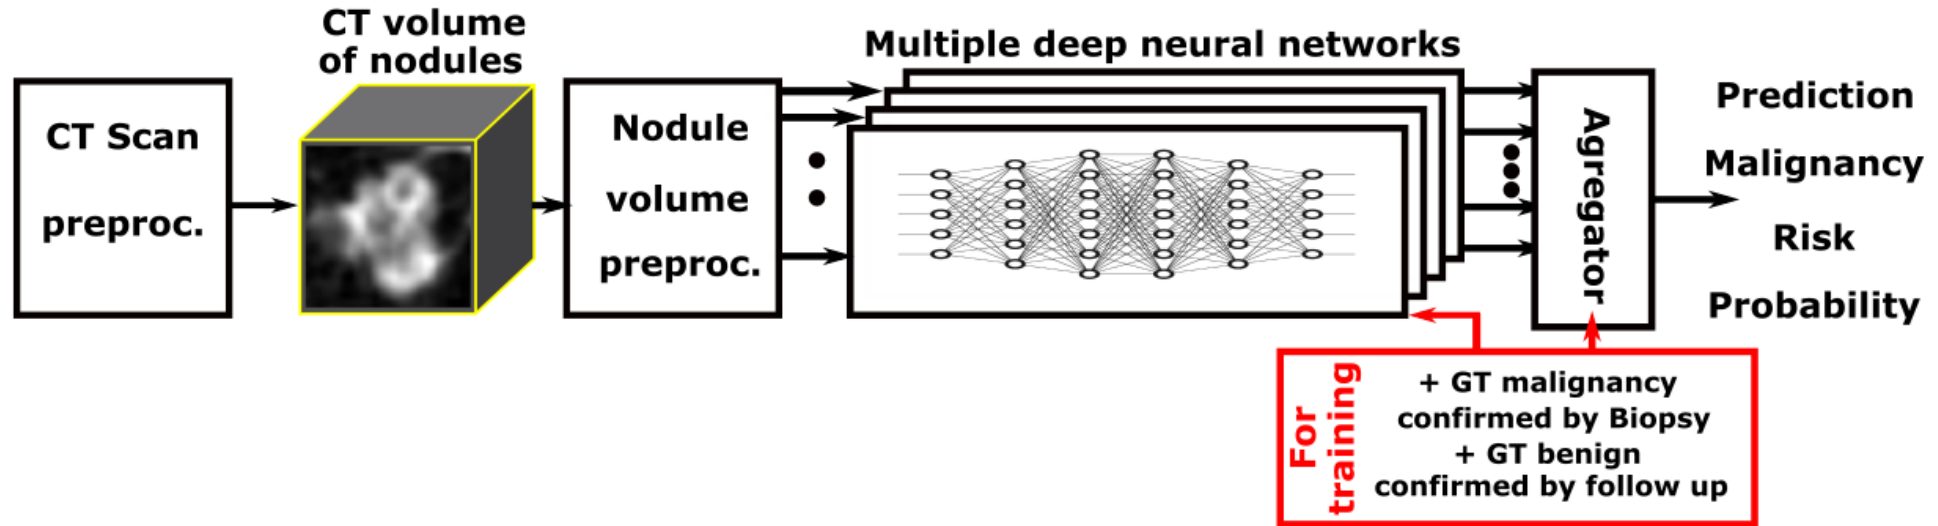 CT Scan
preproc.
CT volume
of nodules
Nodule
volume
preproc.
Multiple deep neural networks
Agregator
Prediction
Malignancy
Risk
Probability
For
training
+ GT malignancy
confirmed by Biopsy
+ GT benign
confirmed by follow up